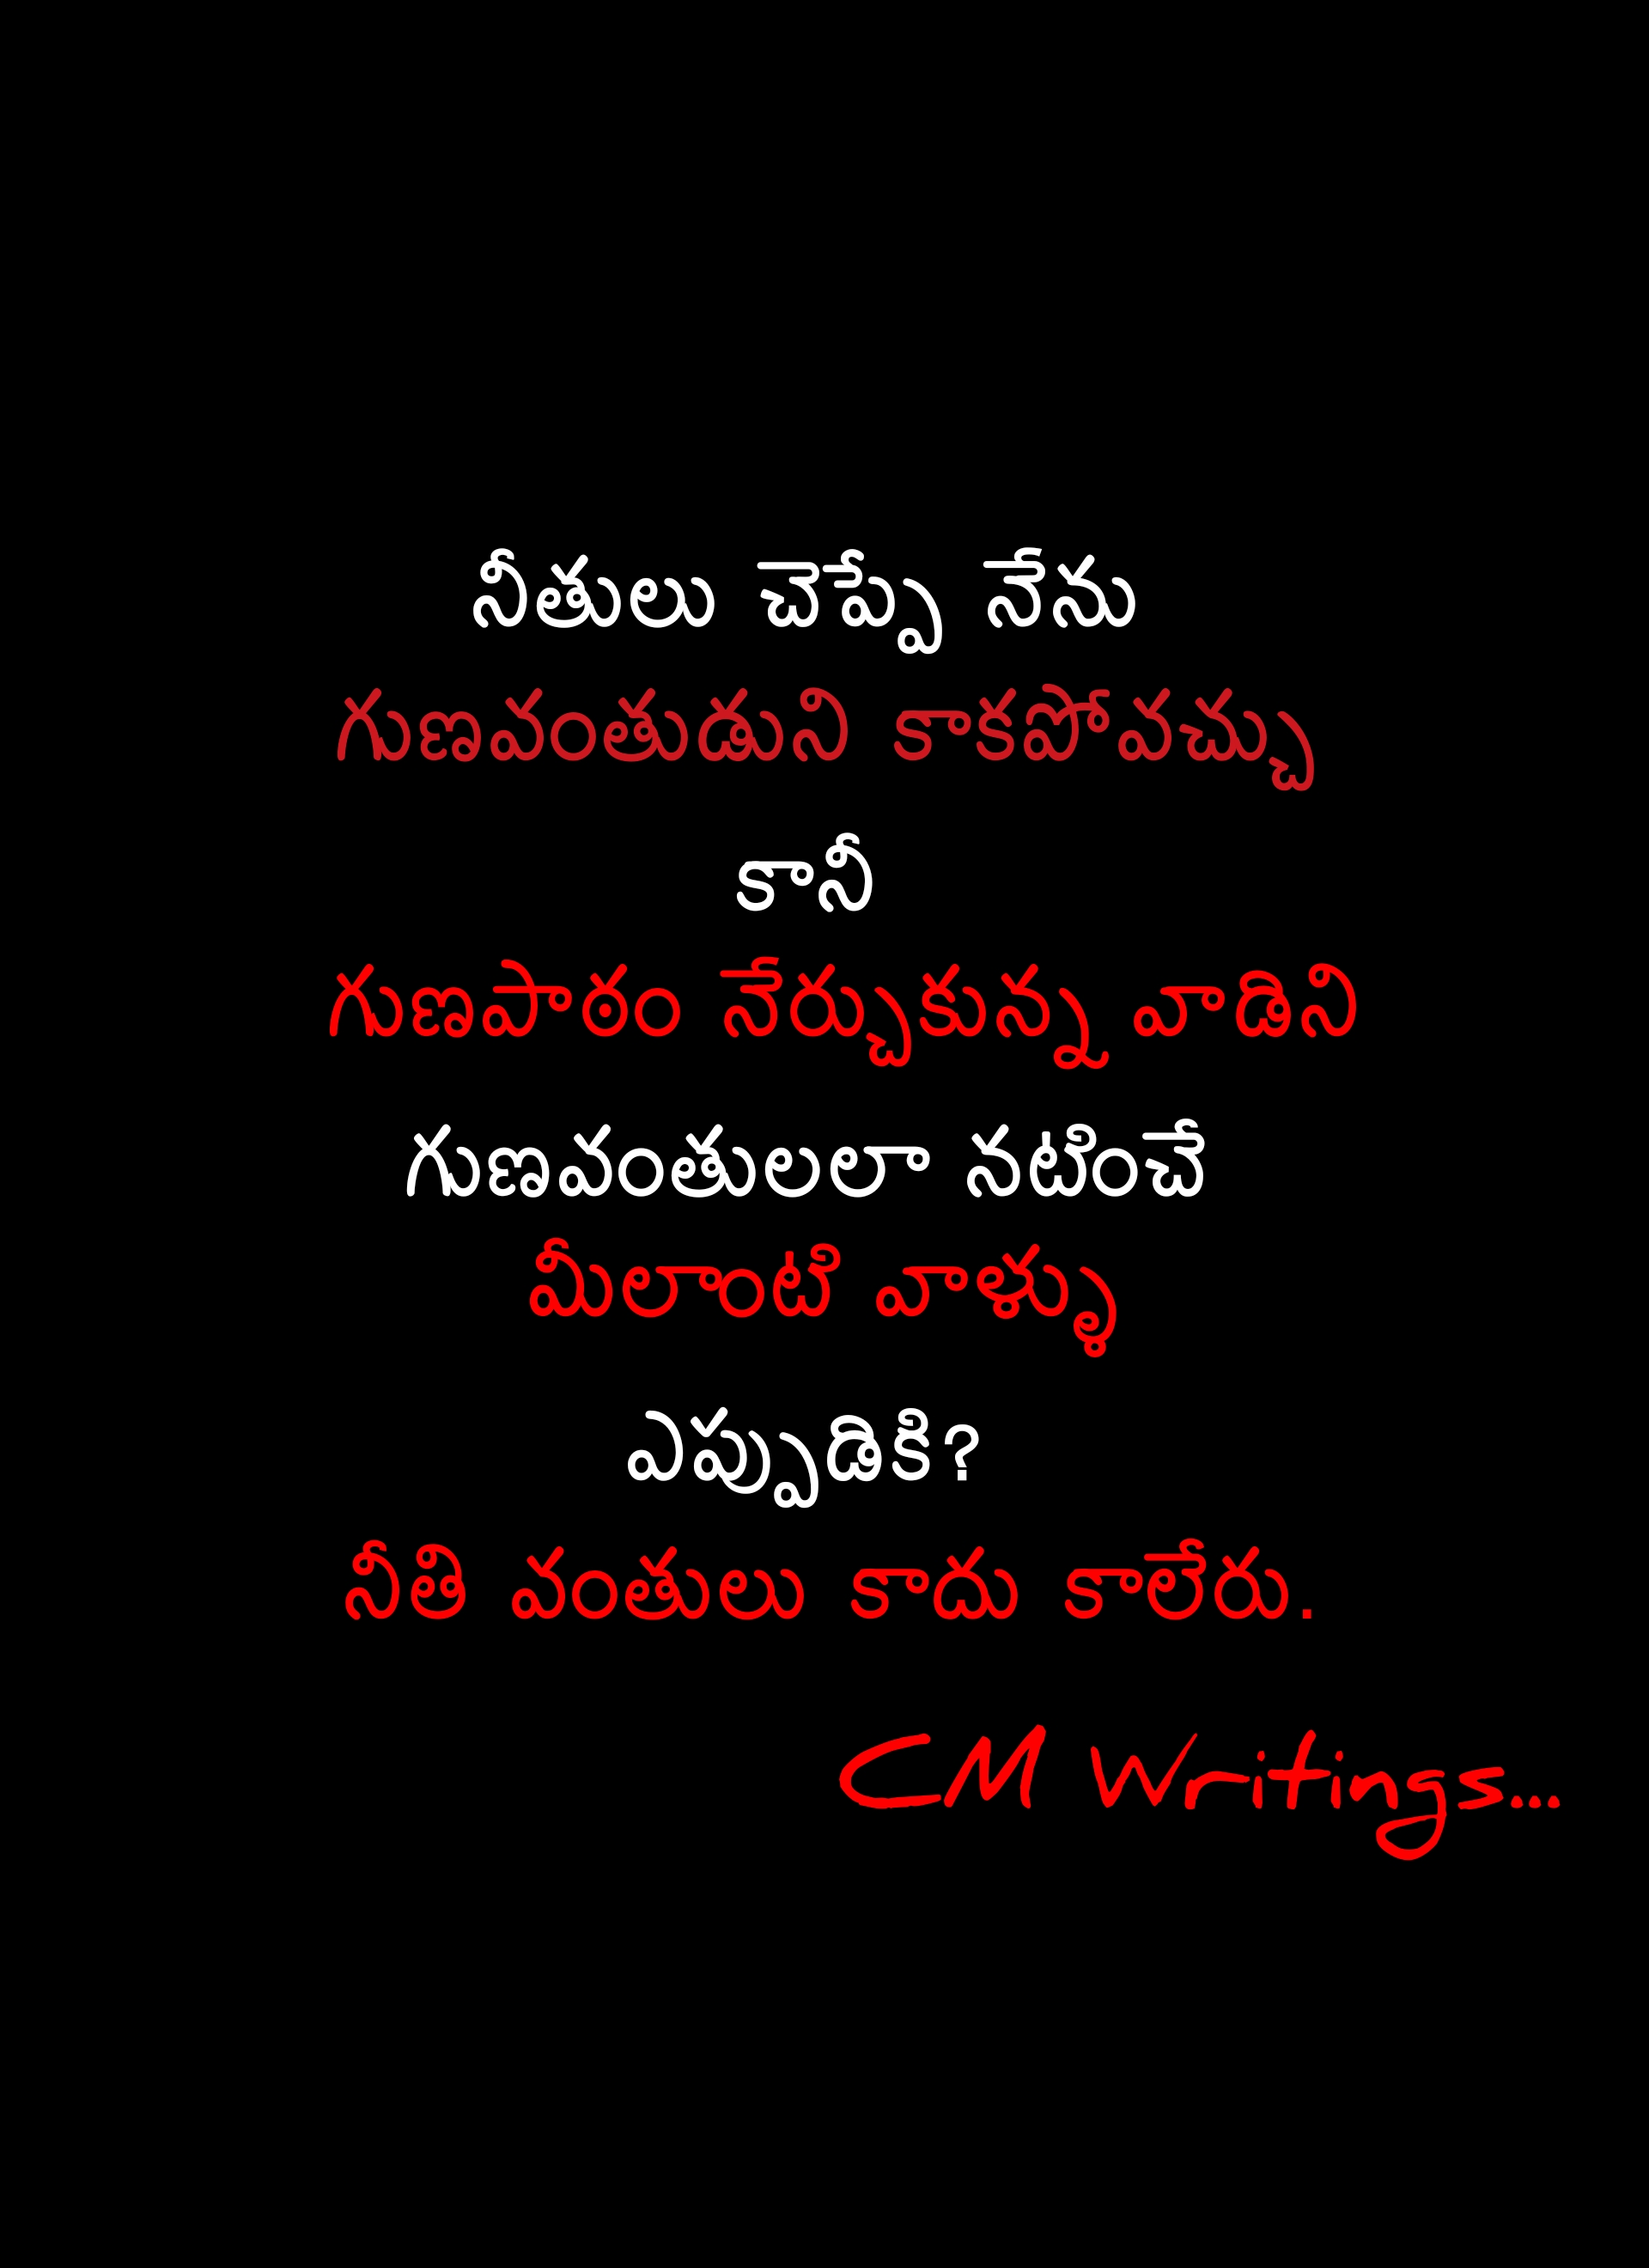 నీతులు చెప్పే నేను
గుణవంతుడుని కాకపోవచ్చు
కానీ
గుణపాఠం నేర్చుకున్న వాడిని
గుణవంతులలా నటించే
మీలాంటి వాళ్ళు
ఎప్పుడికి?
నీతి వంతులు కాదు కాలేరు.
CM Writings...